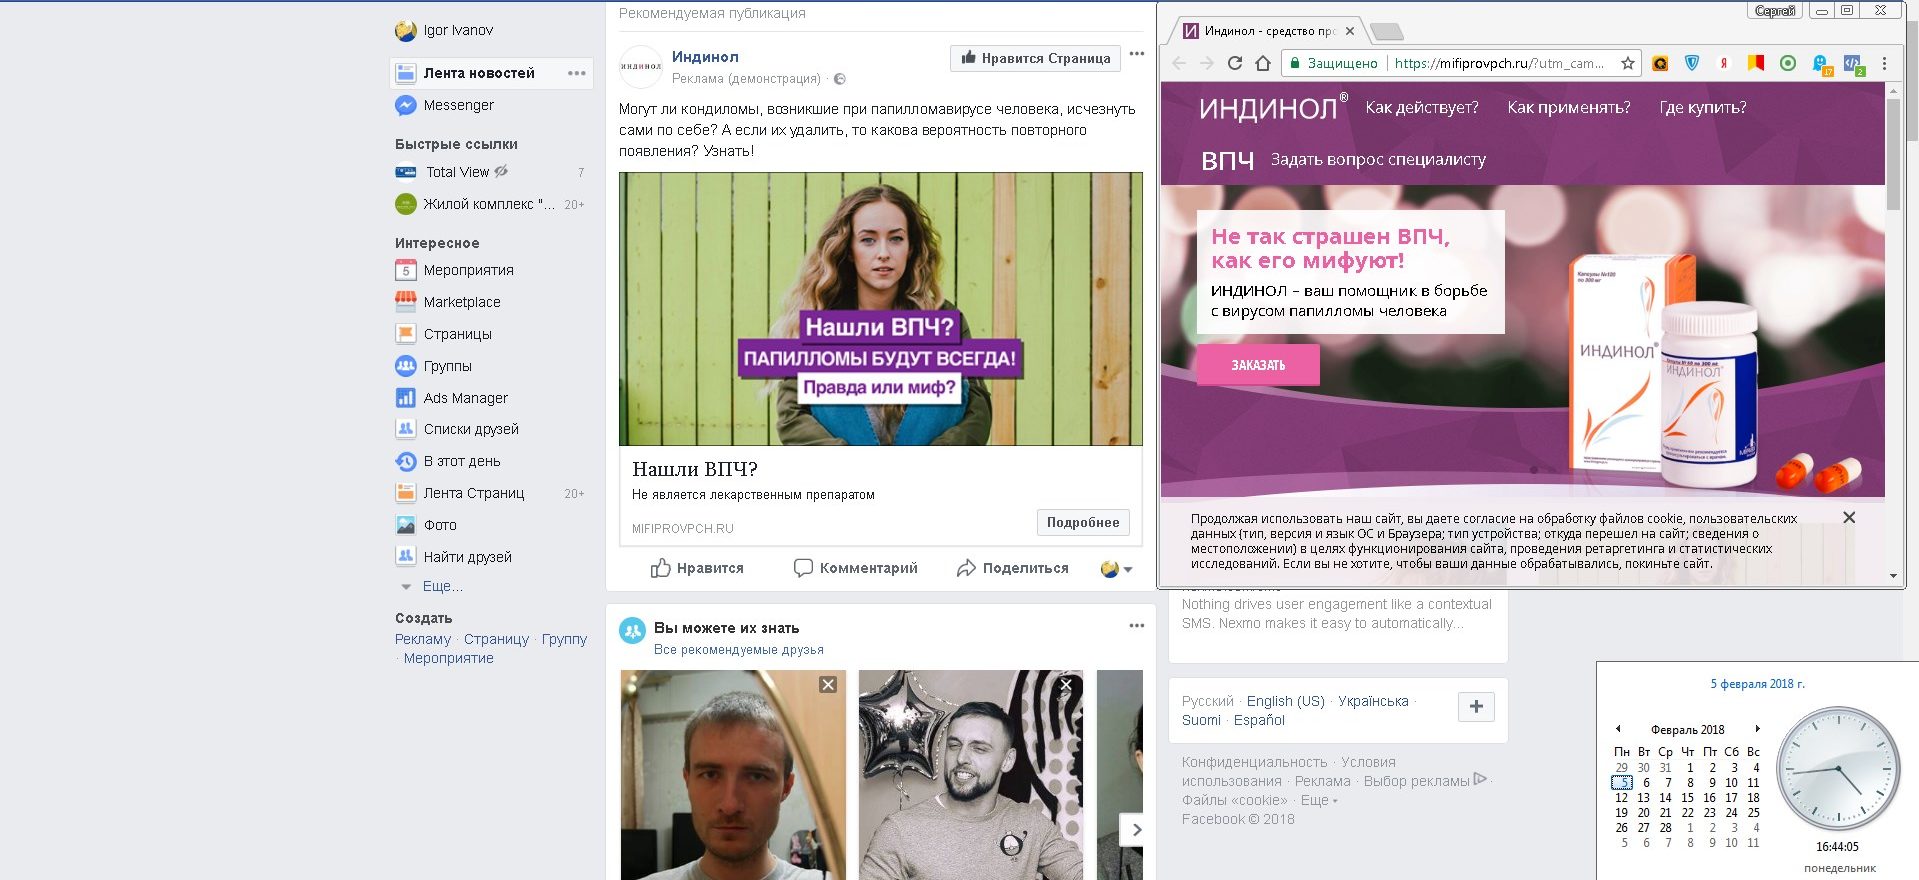 Igor Ivanov
Лента новостей
Messenger
Быстрые ссылки
Total View 7
Жилой комплекс "... 20+
Интересное
5 Мероприятия
Marketplace
Страницы
Группы
Ads Manager
Списки друзей
В этот день
Лента Страниц 20+
Фото
Найти друзей
Еще...
Создать
Рекламу · Страницу · Группу
· Мероприятие
Рекомендуемая публикация
ИНДИНОЛ
Индинол
Реклама (демонстрация) ·
Нравится Страница
Могут ли кондиломы, возникшие при папилломавирусе человека, исчезнуть
сами по себе? А если их удалить, то какова вероятность повторного
появления? Узнать!
Нашли ВПЧ?
ПАПИЛЛОМЫ БУДУТ ВСЕГДА!
Правда или миф?
Нашли ВПЧ?
Не является лекарственным препаратом
MIFIPROVPCH.RU
Подробнее
Нравится Комментарий Поделиться
Вы можете их знать
Все рекомендуемые друзья
Сергей
Индинол - средство про
Защищено https://mifiprovpch.ru/?utm_cam...
17
2
ИНДИНОЛ® Как действует? Как применять? Где купить?
ВПЧ Задать вопрос специалисту
Не так страшен ВПЧ,
как его мифуют!
ИНДИНОЛ – ваш помощник в борьбе
с вирусом папилломы человека
ЗАКАЗАТЬ
Капсулы №100
по 300 мг
ИНДИНОЛ®
ИНДИНОЛ®
Продолжая использовать наш сайт, вы даете согласие на обработку файлов cookie, пользовательских
данных (тип, версия и язык ОС и Браузера; тип устройства; откуда перешел на сайт; сведения о
местоположении) в целях функционирования сайта, проведения ретаргетинга и статистических
исследований. Если вы не хотите, чтобы ваши данные обрабатывались, покиньте сайт.
Nothing drives user engagement like a contextual
SMS. Nexmo makes it easy to automatically...
Русский · English (US) · Українська ·
Suomi · Español
Конфиденциальность · Условия
использования · Реклама · Выбор рекламы ·
Файлы «cookie» · Еще
Facebook © 2018
5 февраля 2018 г.
Февраль 2018
Пн Вт Ср Чт Пт Сб Вс
29 30 31 1 2 3 4
5 6 7 8 9 10 11
12 13 14 15 16 17 18
19 20 21 22 23 24 25
26 27 28 1 2 3 4
5 6 7 8 9 10 11
16:44:05
понедельник